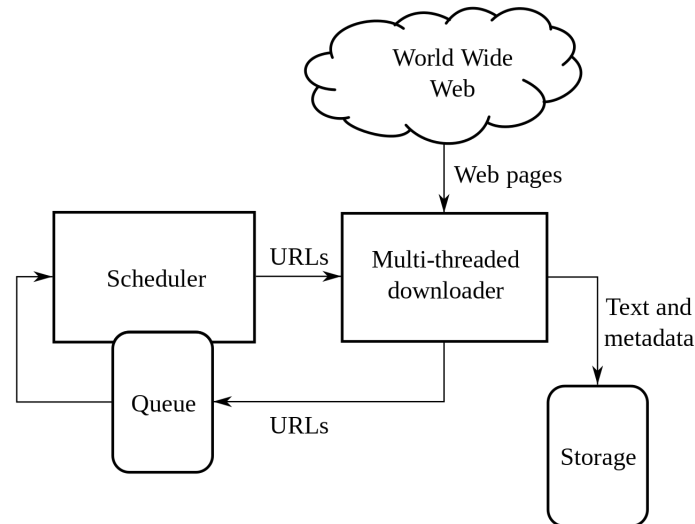 World Wide
Web
Web pages
Scheduler
URLs
Multi-threaded
downloader
Text and
metadata
Queue
URLs
Storage